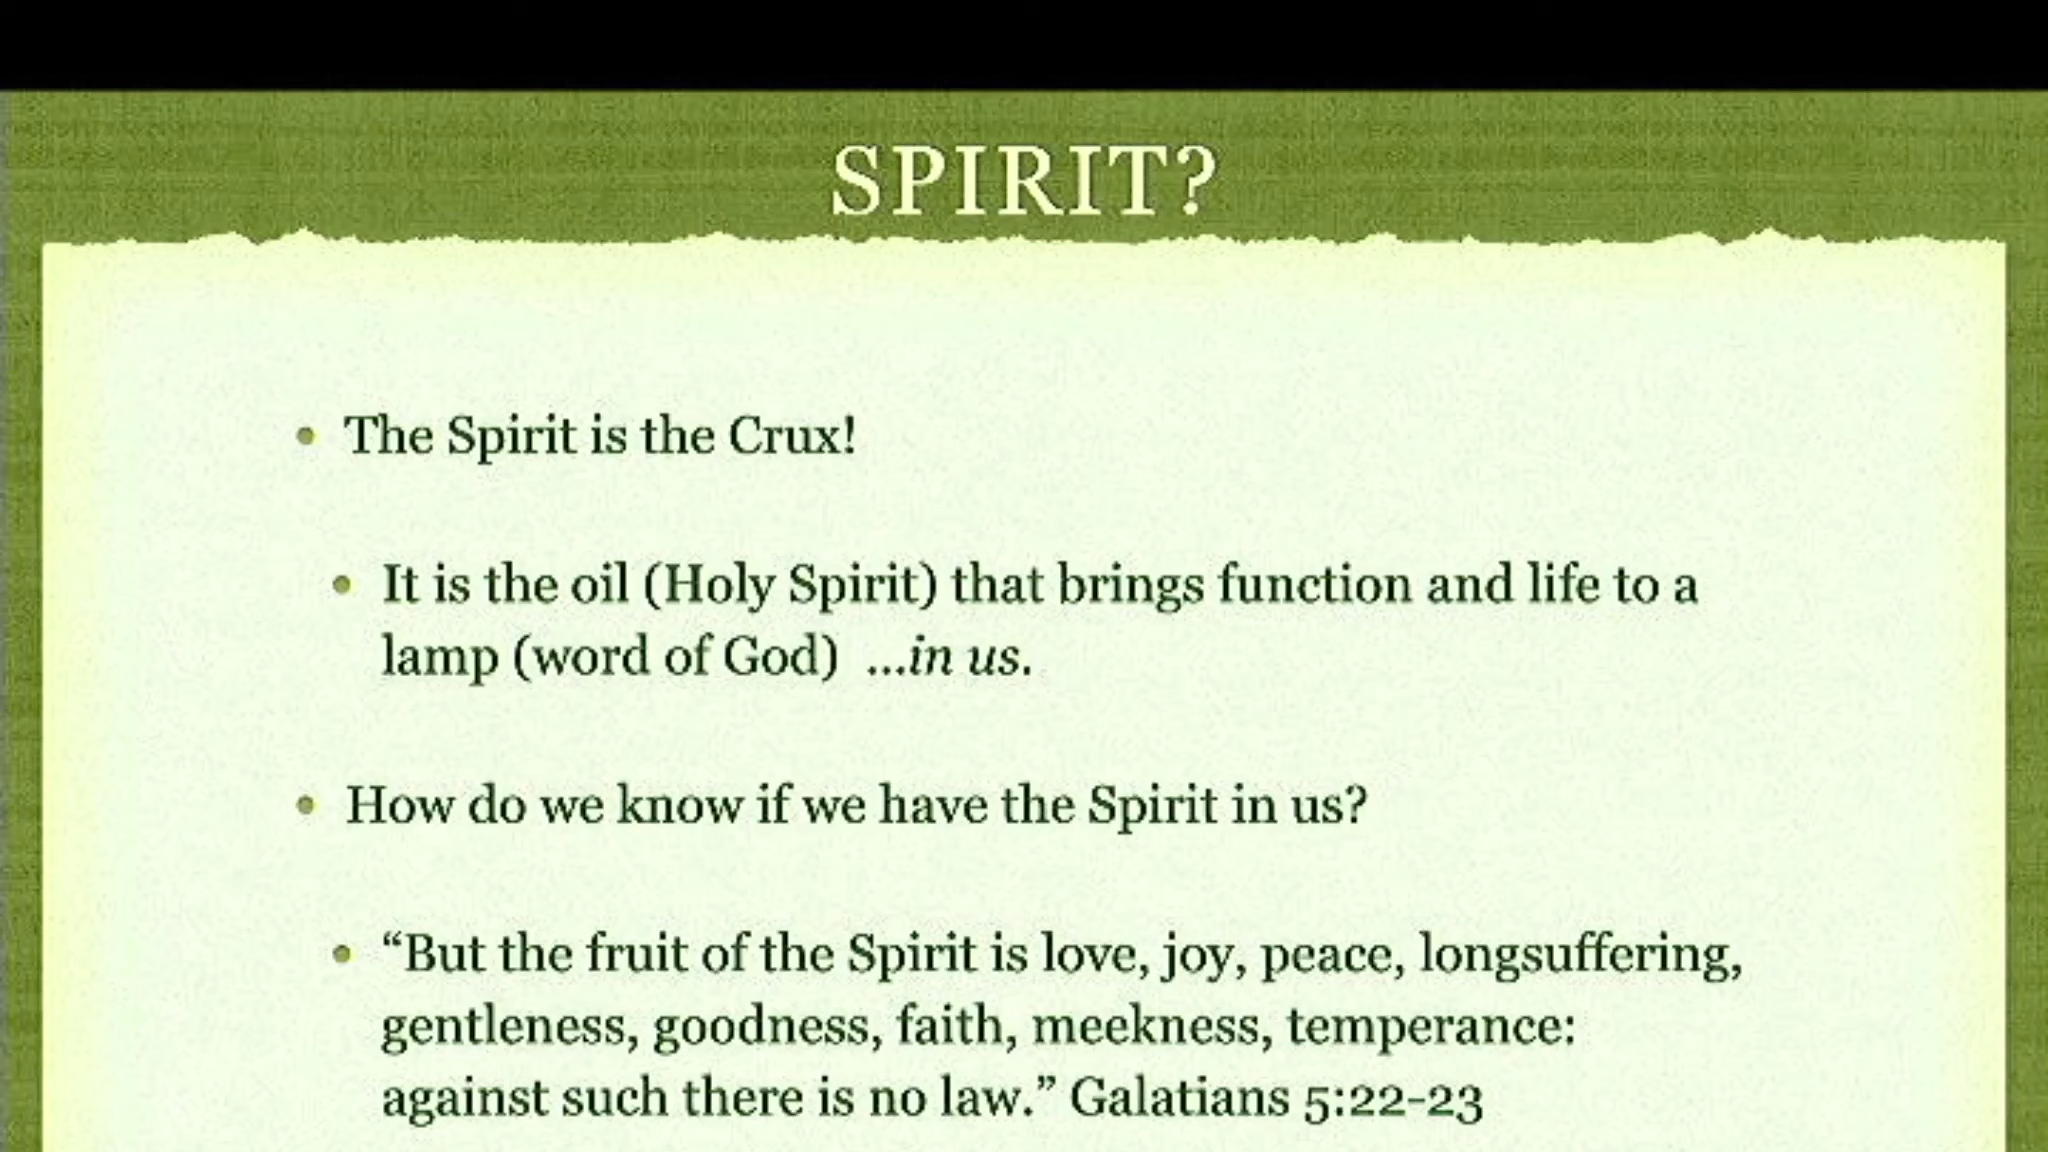 SPIRIT?
• The Spirit is the Crux!
• It is the oil (Holy Spirit) that brings function and life to a
lamp (word of God) ...in us.
• How do we know if we have the Spirit in us?
• “But the fruit of the Spirit is love, joy, peace, longsuffering,
gentleness, goodness, faith, meekness, temperance:
against such there is no law.” Galatians 5:22-23